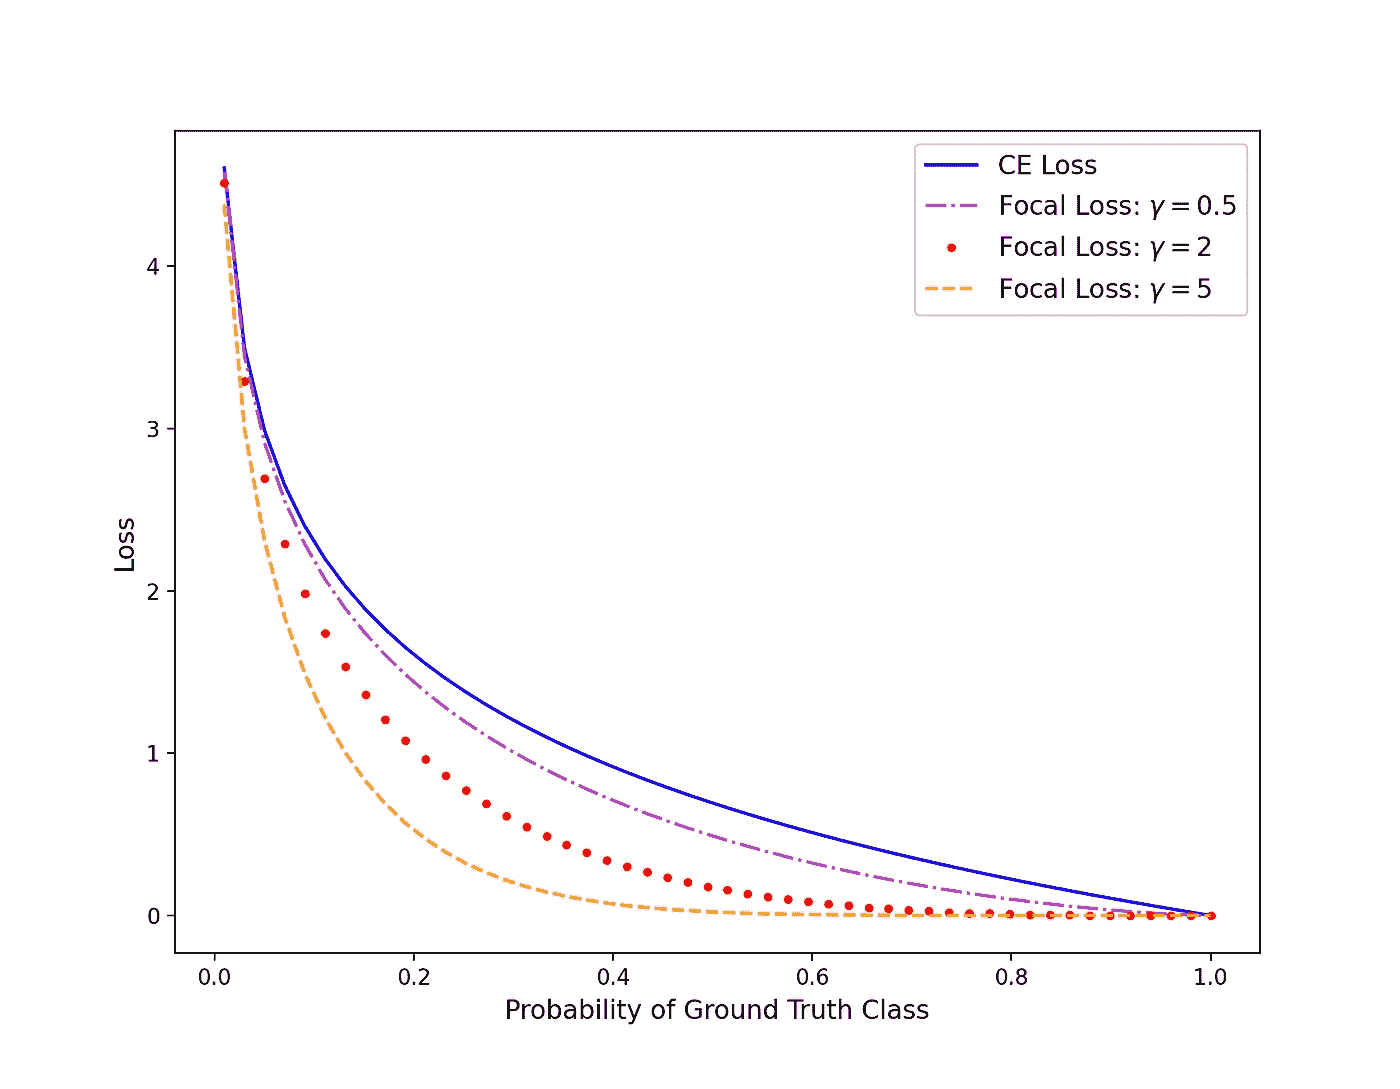 CE Loss
Focal Loss: γ = 0.5
Focal Loss: γ = 2
Focal Loss: γ = 5
4
3
2
1
0
Loss
0.0 0.2 0.4 0.6 0.8 1.0
Probability of Ground Truth Class